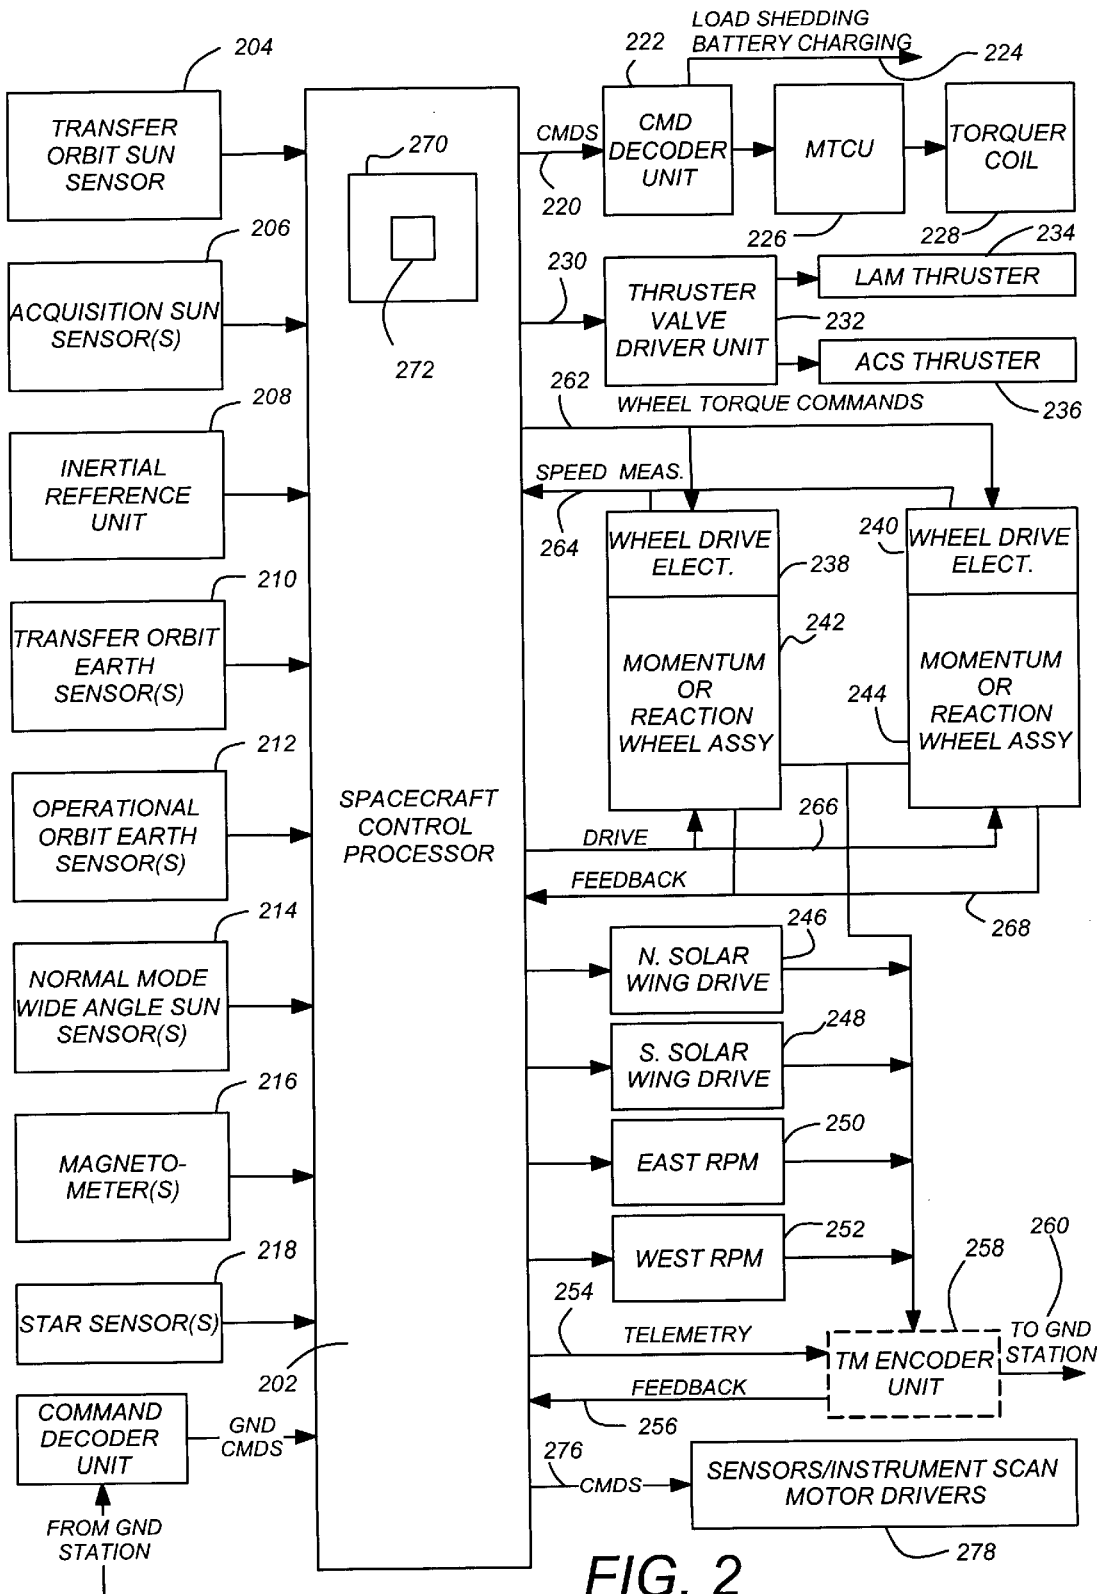 204
TRANSFER
ORBIT SUN
SENSOR
206
ACQUISITION SUN
SENSOR(S)
208
INERTIAL
REFERENCE
UNIT
210
TRANSFER ORBIT
EARTH
SENSOR(S)
212
OPERATIONAL
ORBIT EARTH
SENSOR(S)
214
NORMAL MODE
WIDE ANGLE SUN
SENSOR(S)
216
MAGNETO-
METER(S)
218
STAR SENSOR(S)
COMMAND
DECODER
UNIT
GND
CMDS
FROM GND
STATION
270
272
SPACECRAFT
CONTROL
PROCESSOR
202
LOAD SHEDDING
BATTERY CHARGING
222
224
CMDS
220
CMD
DECODER
UNIT
MTCU
226
TORQUER
COIL
228
230
THRUSTER
VALVE
DRIVER UNIT
232
234
LAM THRUSTER
ACS THRUSTER
236
262
WHEEL TORQUE COMMANDS
SPEED MEAS.
264
WHEEL DRIVE
ELECT.
238
240
WHEEL DRIVE
ELECT.
242
MOMENTUM
OR
REACTION
WHEEL ASSY
244
MOMENTUM
OR
REACTION
WHEEL ASSY
DRIVE
266
FEEDBACK
268
246
N. SOLAR
WING DRIVE
248
S. SOLAR
WING DRIVE
250
EAST RPM
252
WEST RPM
254
TELEMETRY
258
260
TM ENCODER
UNIT
TO GND
STATION
FEEDBACK
256
276
CMDS
SENSORS/INSTRUMENT SCAN
MOTOR DRIVERS
278
FIG. 2